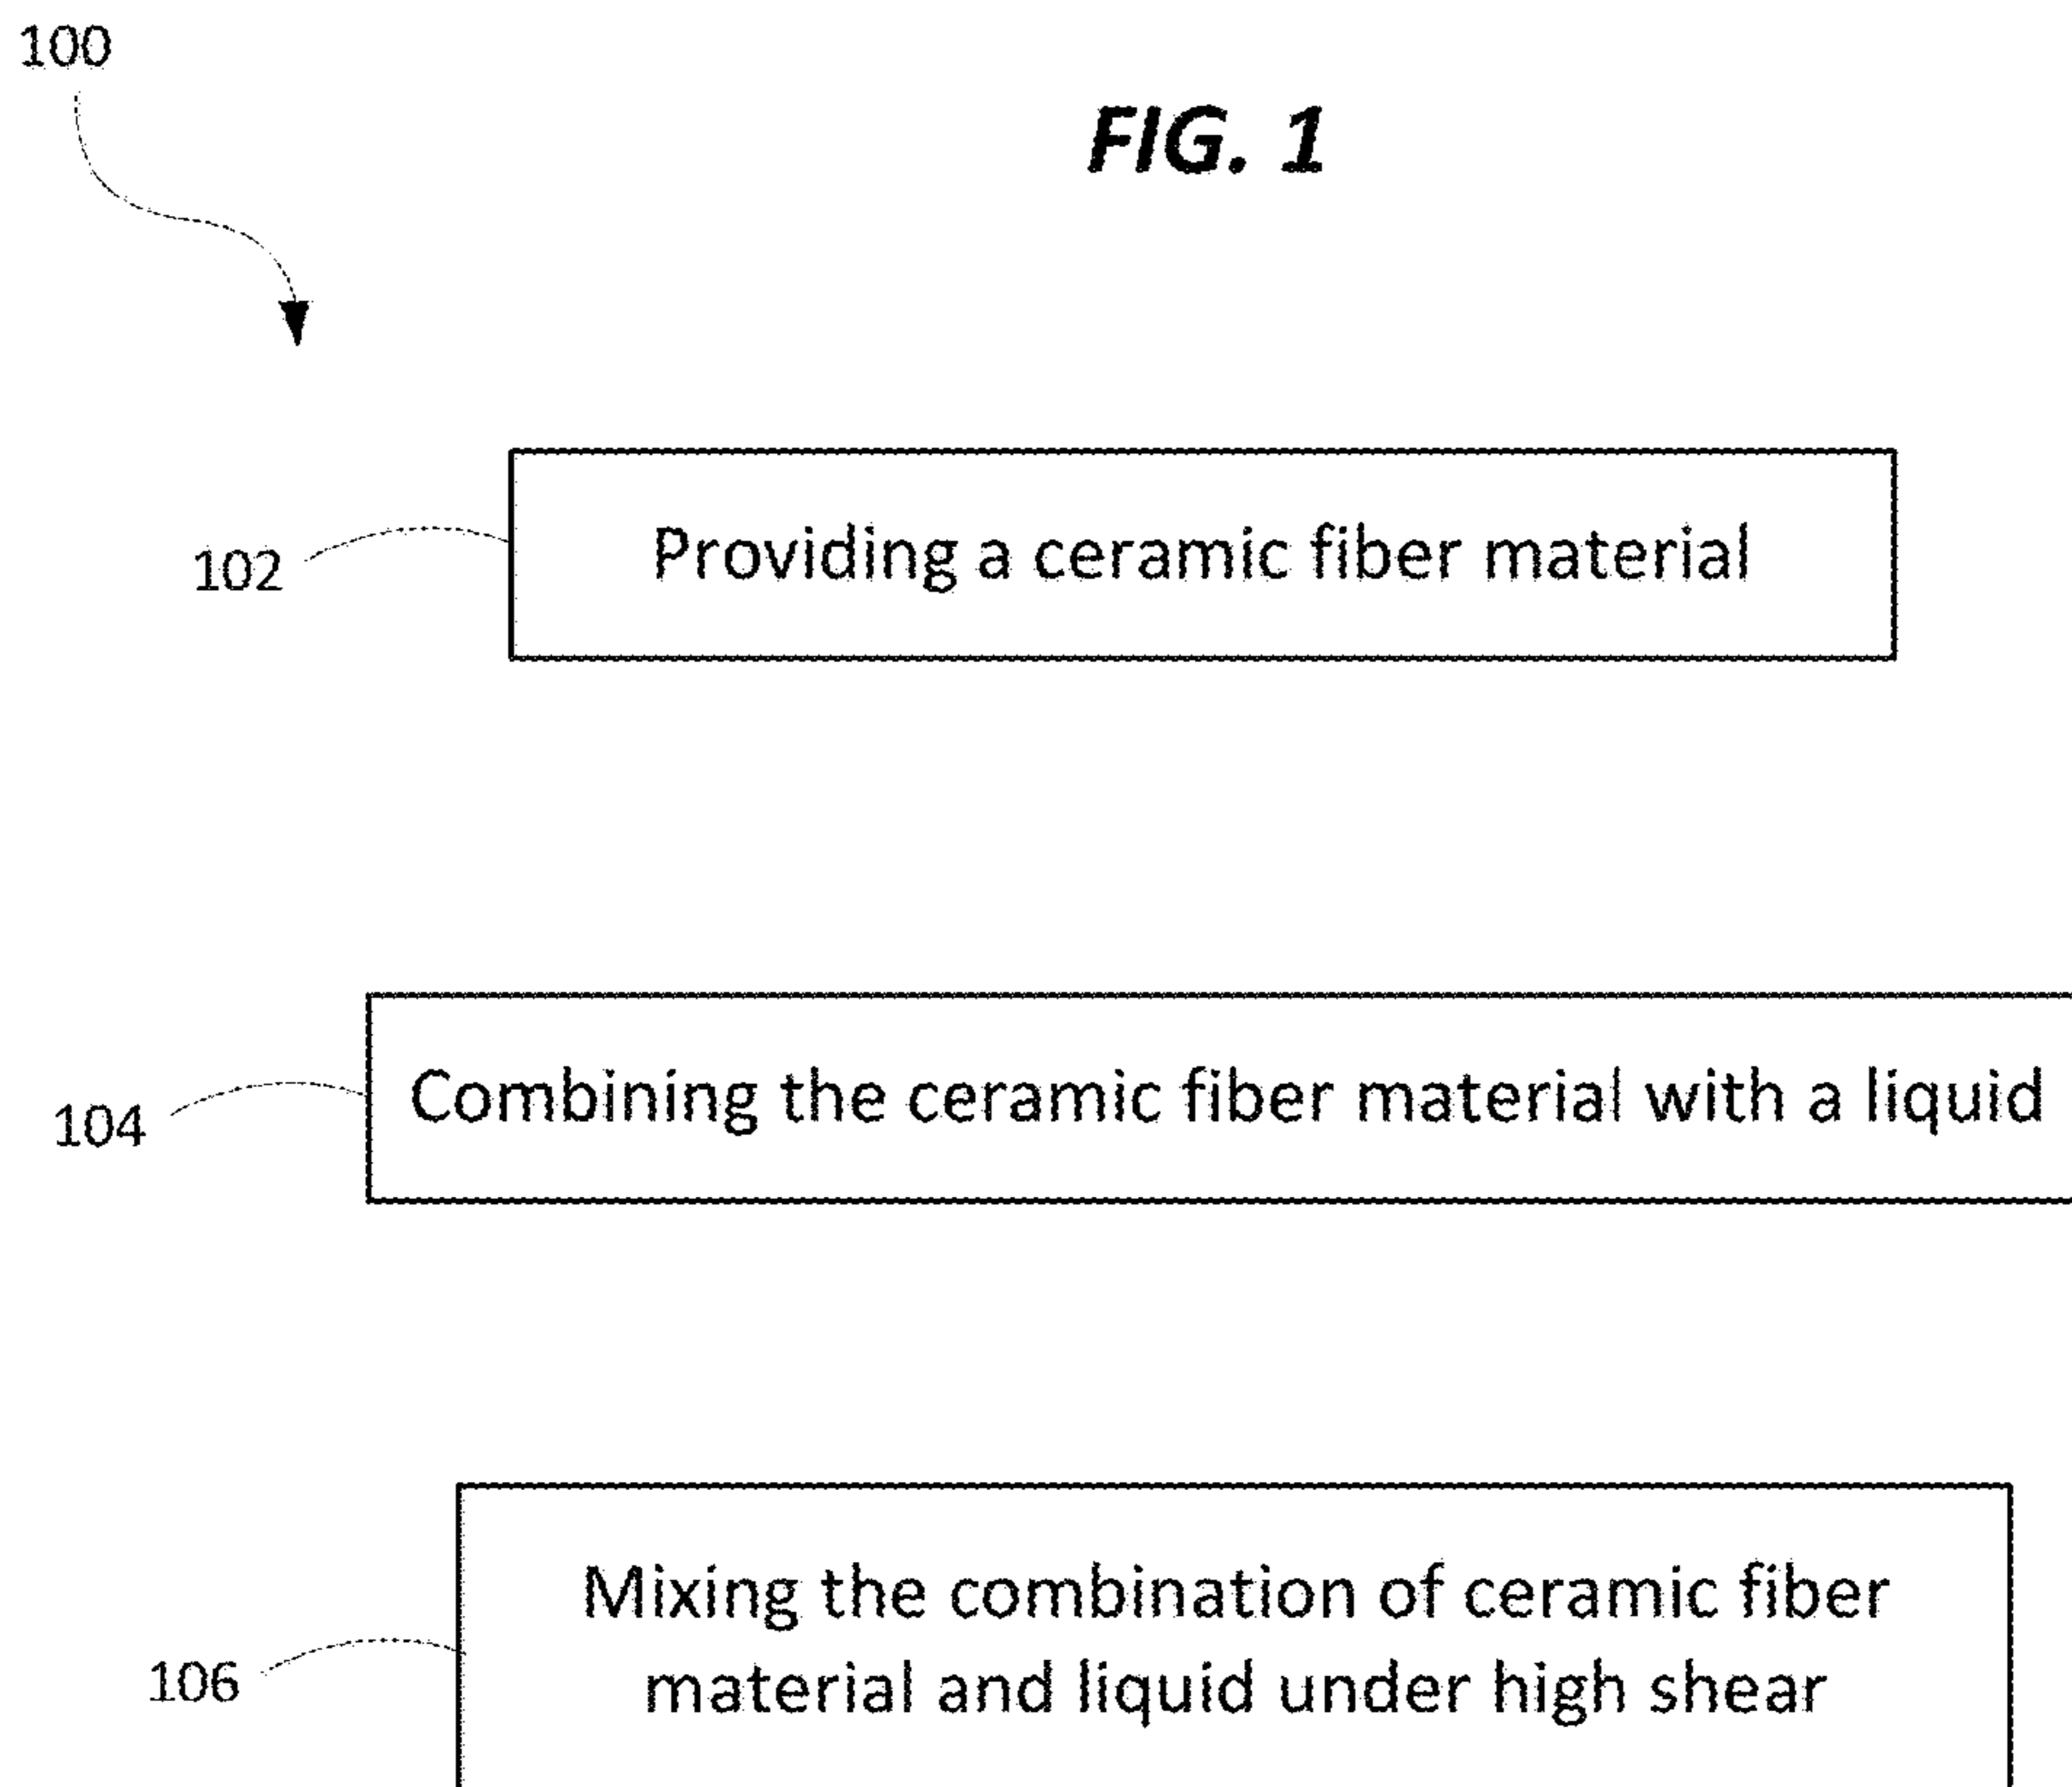 100
FIG. 1
102
Providing a ceramic fiber material
104
Combining the ceramic fiber material with a liquid
106
Mixing the combination of ceramic fiber
material and liquid under high shear